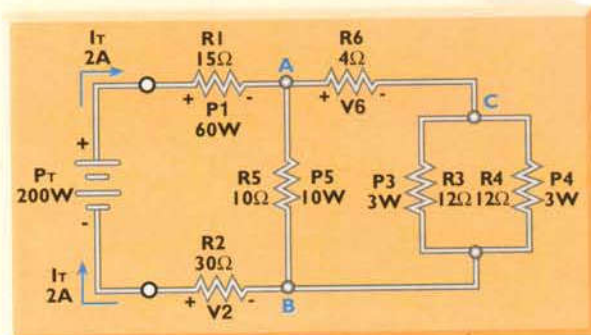 IT
2A
R1
15Ω
A
R6
4Ω
+ -
P1
60W
+ -
V6
C
+
PT
200W
-
R5
10Ω
P5
10W
P3
3W
R3
12Ω
R4
12Ω
P4
3W
IT
2A
R2
30Ω
+ -
V2
B